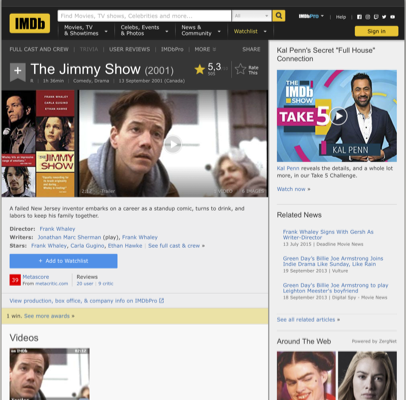 IMDb
Find Movies, TV shows, Celebrities and more...
All
IMDbPro
Help
Movies, TV
& Showtimes
Celebs, Events
& Photos
News &
Community
Watchlist
Sign in
FULL CAST AND CREW
TRIVIA
USER REVIEWS
IMDbPro
MORE
SHARE
The Jimmy Show (2001)
5,3
Rate
This
R | 1h 36min | Comedy, Drama | 13 September 2001 (Canada)
FRANK WHALEY
CARLA GUGINO
ETHAN HAWKE
THE JIMMY SHOW
A failed New Jersey inventor embarks on a career as a standup comic, turns to drink, and
labors to keep his family together.
Director: Frank Whaley
Writers: Jonathan Marc Sherman (play), Frank Whaley
Stars: Frank Whaley, Carla Gugino, Ethan Hawke | See full cast & crew »
+ Add to Watchlist
39
Metascore
From metacritic.com
Reviews
20 user | 9 critic
View production, box office, & company info on IMDbPro
1 win. See more awards »
Videos
Kal Penn's Secret "Full House"
Connection
THE IMDb SHOW
TAKE 5
KAL PENN
Kal Penn reveals the details, and a whole lot
more, in our Take 5 Challenge.
Watch now »
Related News
Frank Whaley Signs With Gersh As
Writer-Director
13 July 2015 | Deadline Movie News
Green Day's Billie Joe Armstrong Joins
Indie Drama Like Sunday, Like Rain
19 September 2013 | Vulture
Green Day's Billie Joe Armstrong to play
Leighton Meester's boyfriend
18 September 2013 | Digital Spy - Movie News
See all related articles »
Around The Web
Powered by ZergNet